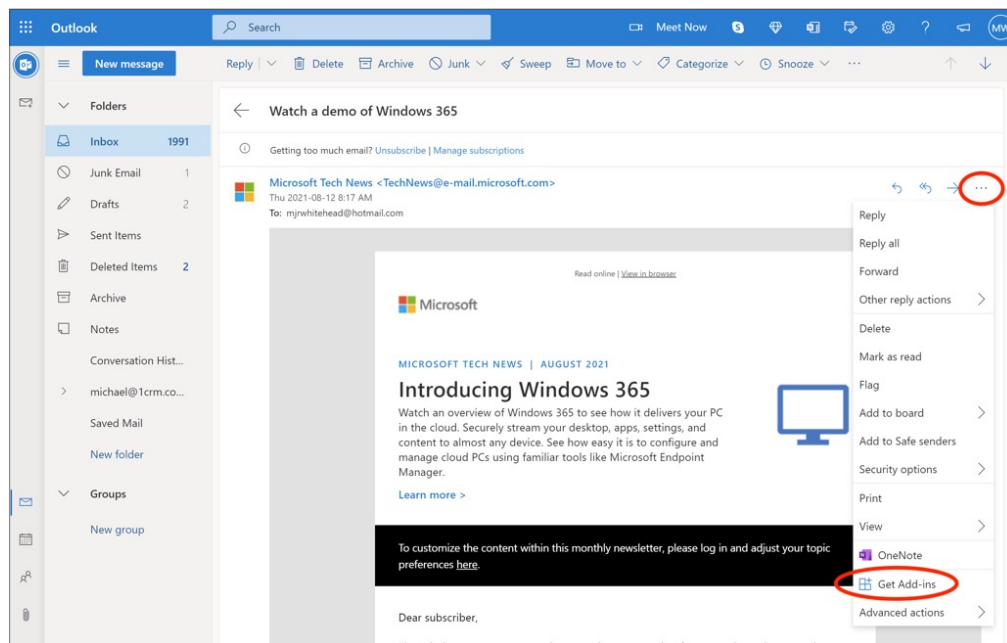 Outlook
Search
Meet Now
MW
New message
Reply
Delete
Archive
Junk
Sweep
Move to
Categorize
Snooze
Folders
Inbox 1991
Junk Email 1
Drafts 2
Sent Items
Deleted Items 2
Archive
Notes
Conversation Hist...
michael@1crm.co...
Saved Mail
New folder
Groups
New group
Watch a demo of Windows 365
Getting too much email? Unsubscribe | Manage subscriptions
Microsoft Tech News <TechNews@e-mail.microsoft.com>
Thu 2021-08-12 8:17 AM
To: mjrwhitehead@hotmail.com
Read online | View in browser
Microsoft
MICROSOFT TECH NEWS | AUGUST 2021
Introducing Windows 365
Watch an overview of Windows 365 to see how it delivers your PC
in the cloud. Securely stream your desktop, apps, settings, and
content to almost any device. See how easy it is to configure and
manage cloud PCs using familiar tools like Microsoft Endpoint
Manager.
Learn more >
To customize the content within this monthly newsletter, please log in and adjust your topic
preferences here.
Dear subscriber,
Reply
Reply all
Forward
Other reply actions
Delete
Mark as read
Flag
Add to board
Add to Safe senders
Security options
Print
View
OneNote
Get Add-ins
Advanced actions